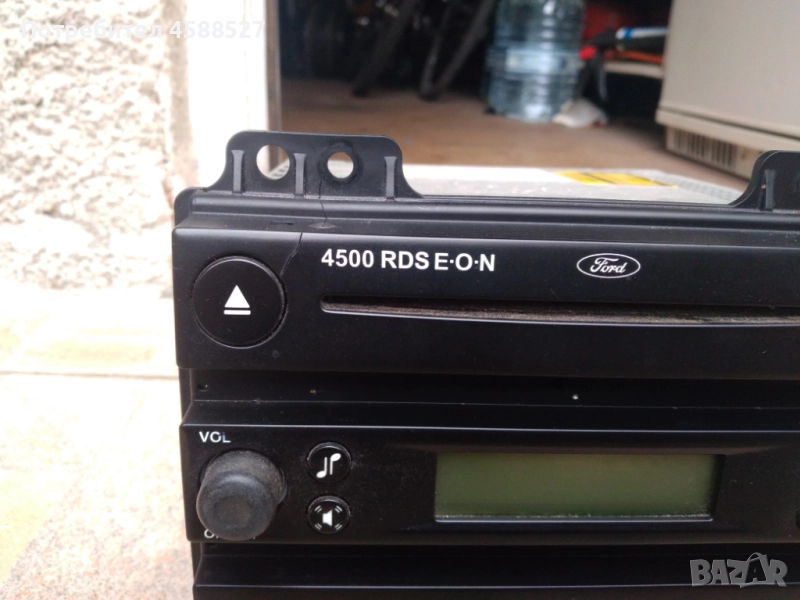 Потребител 4588527
4500 RDS E·O·N
Ford
VOL
BAZAR